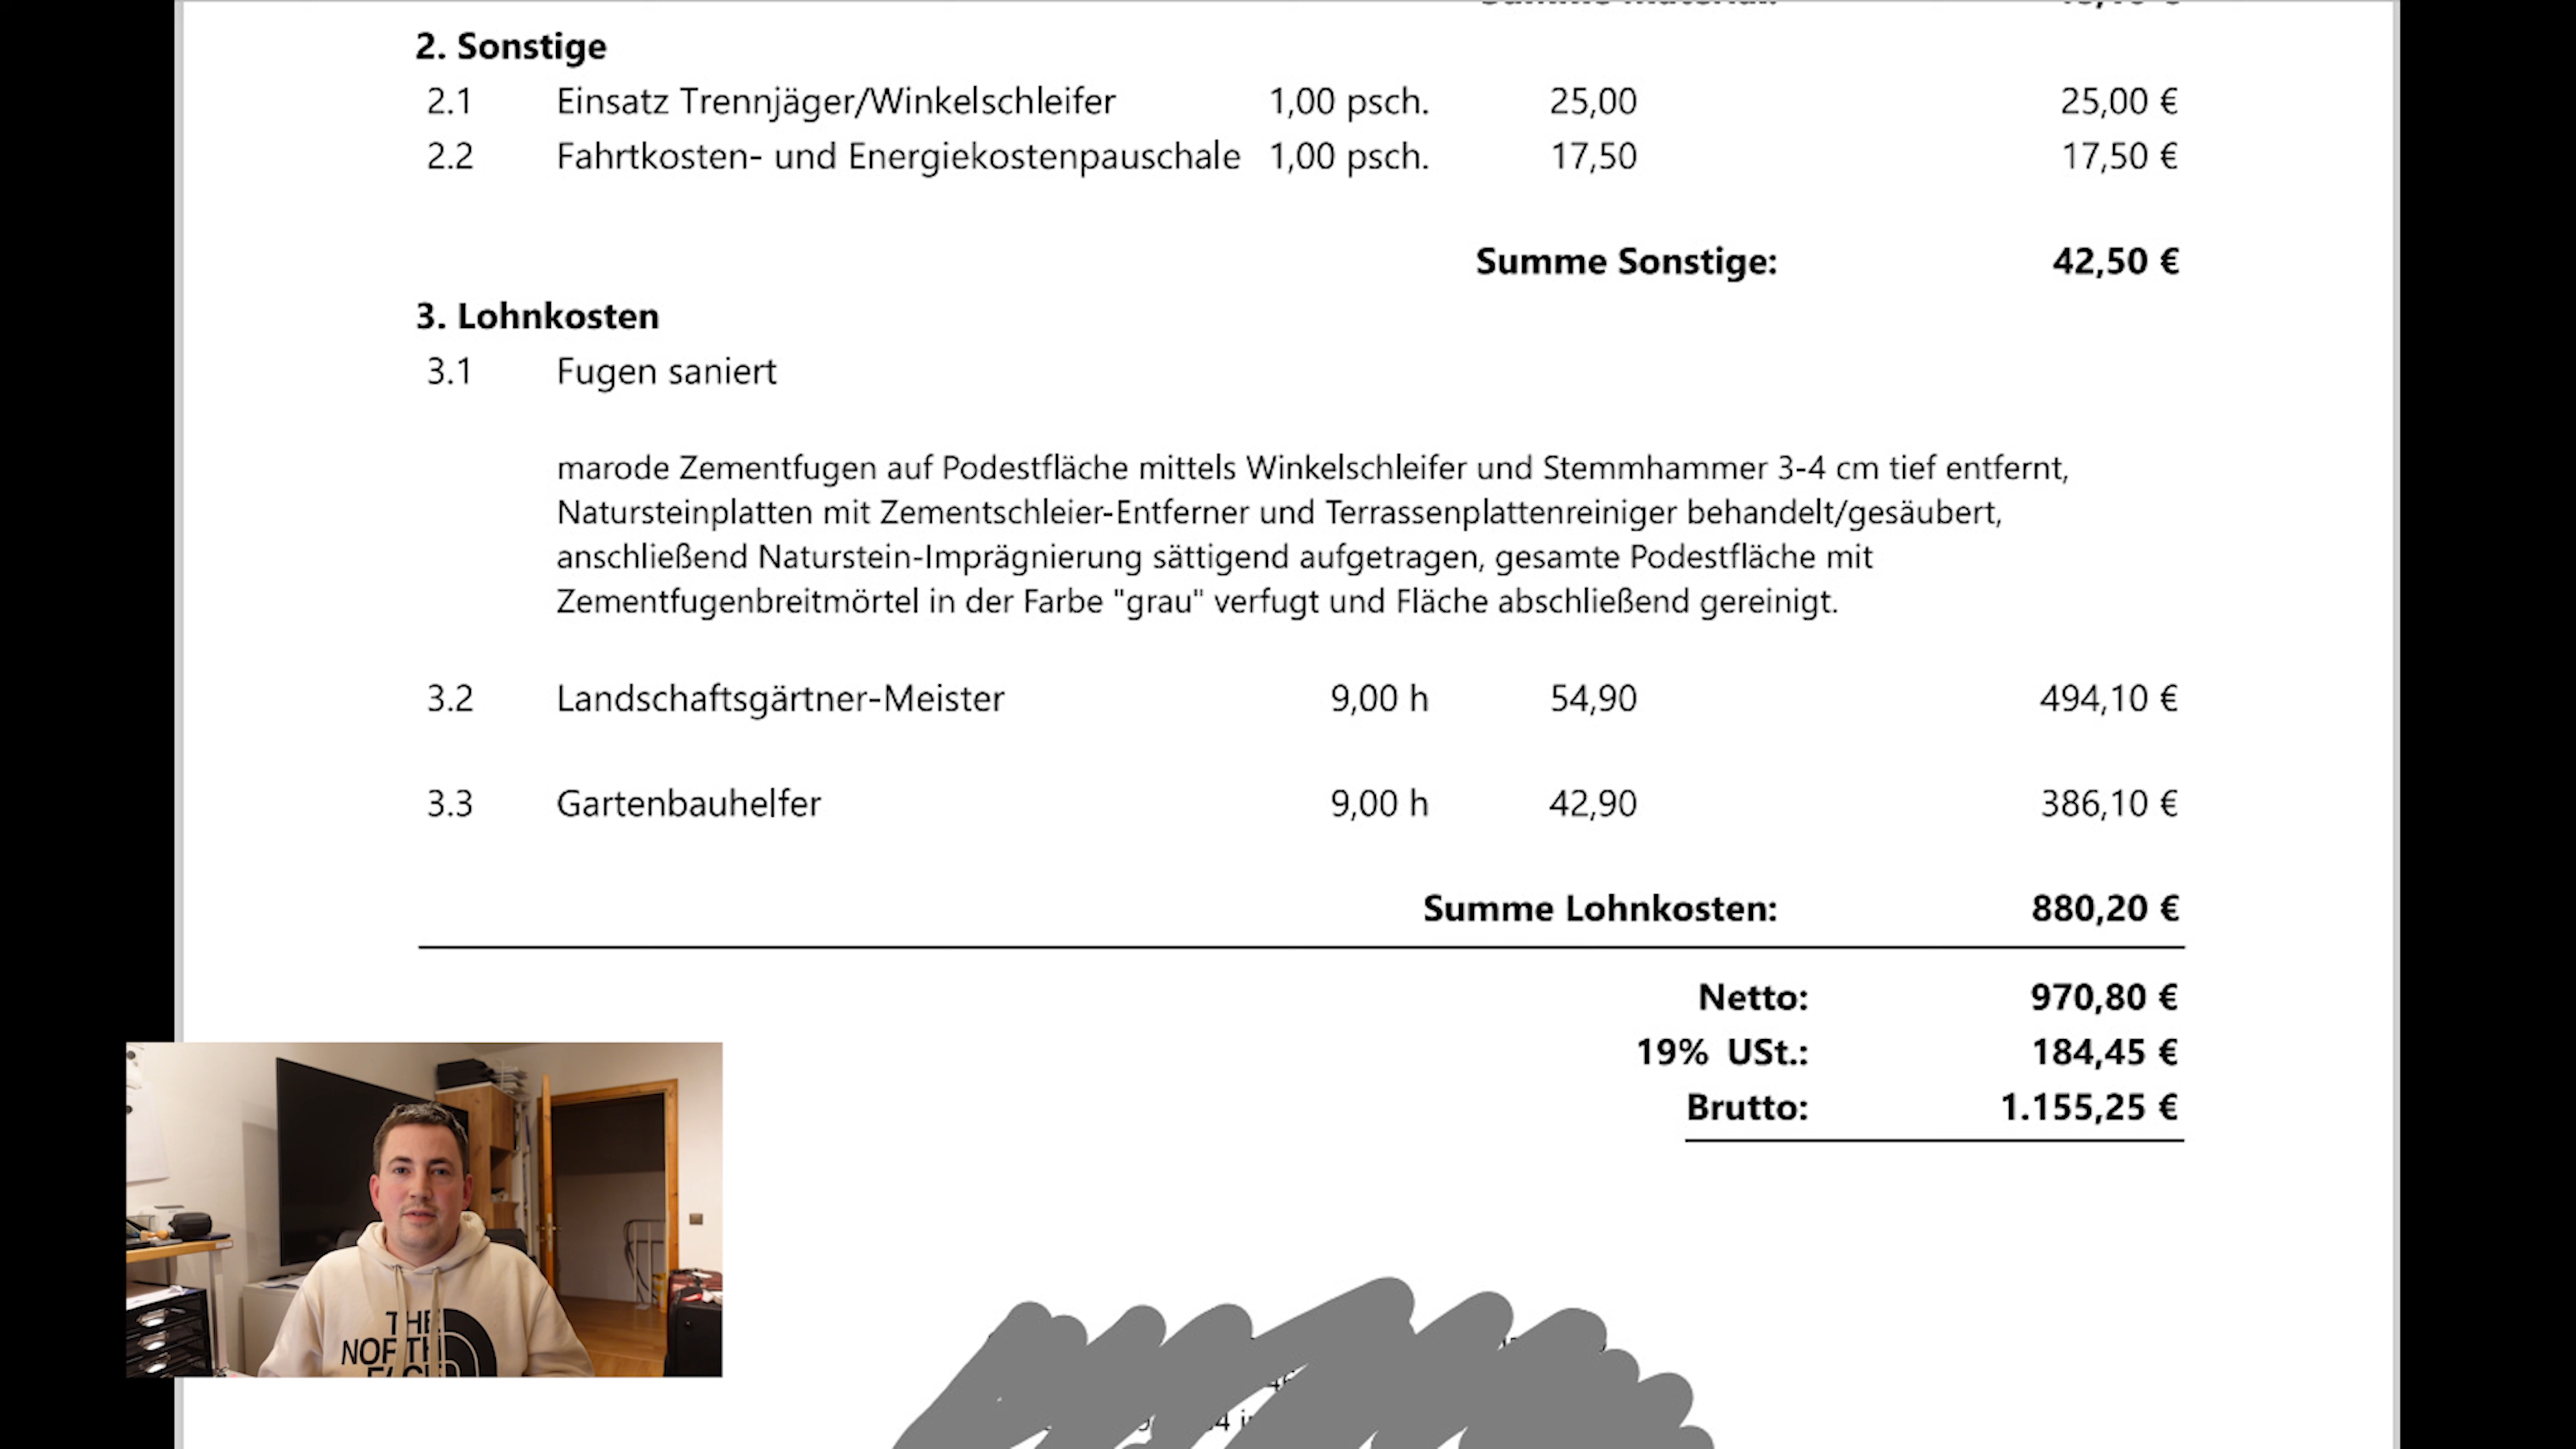 2. Sonstige
2.1 Einsatz Trennjäger/Winkelschleifer 1,00 psch. 25,00 25,00 €
2.2 Fahrtkosten- und Energiekostenpauschale 1,00 psch. 17,50 17,50 €
Summe Sonstige: 42,50 €
3. Lohnkosten
3.1 Fugen saniert
marode Zementfugen auf Podestfläche mittels Winkelschleifer und Stemmhammer 3-4 cm tief entfernt,
Natursteinplatten mit Zementschleier-Entferner und Terrassenplattenreiniger behandelt/gesäubert,
anschließend Naturstein-Imprägnierung sättigend aufgetragen, gesamte Podestfläche mit
Zementfugenbreitmörtel in der Farbe "grau" verfugt und Fläche abschließend gereinigt.
3.2 Landschaftsgärtner-Meister 9,00 h 54,90 494,10 €
3.3 Gartenbauhelfer 9,00 h 42,90 386,10 €
Summe Lohnkosten: 880,20 €
Netto: 970,80 €
19% USt.: 184,45 €
Brutto: 1.155,25 €
THE
NORTH
FACE